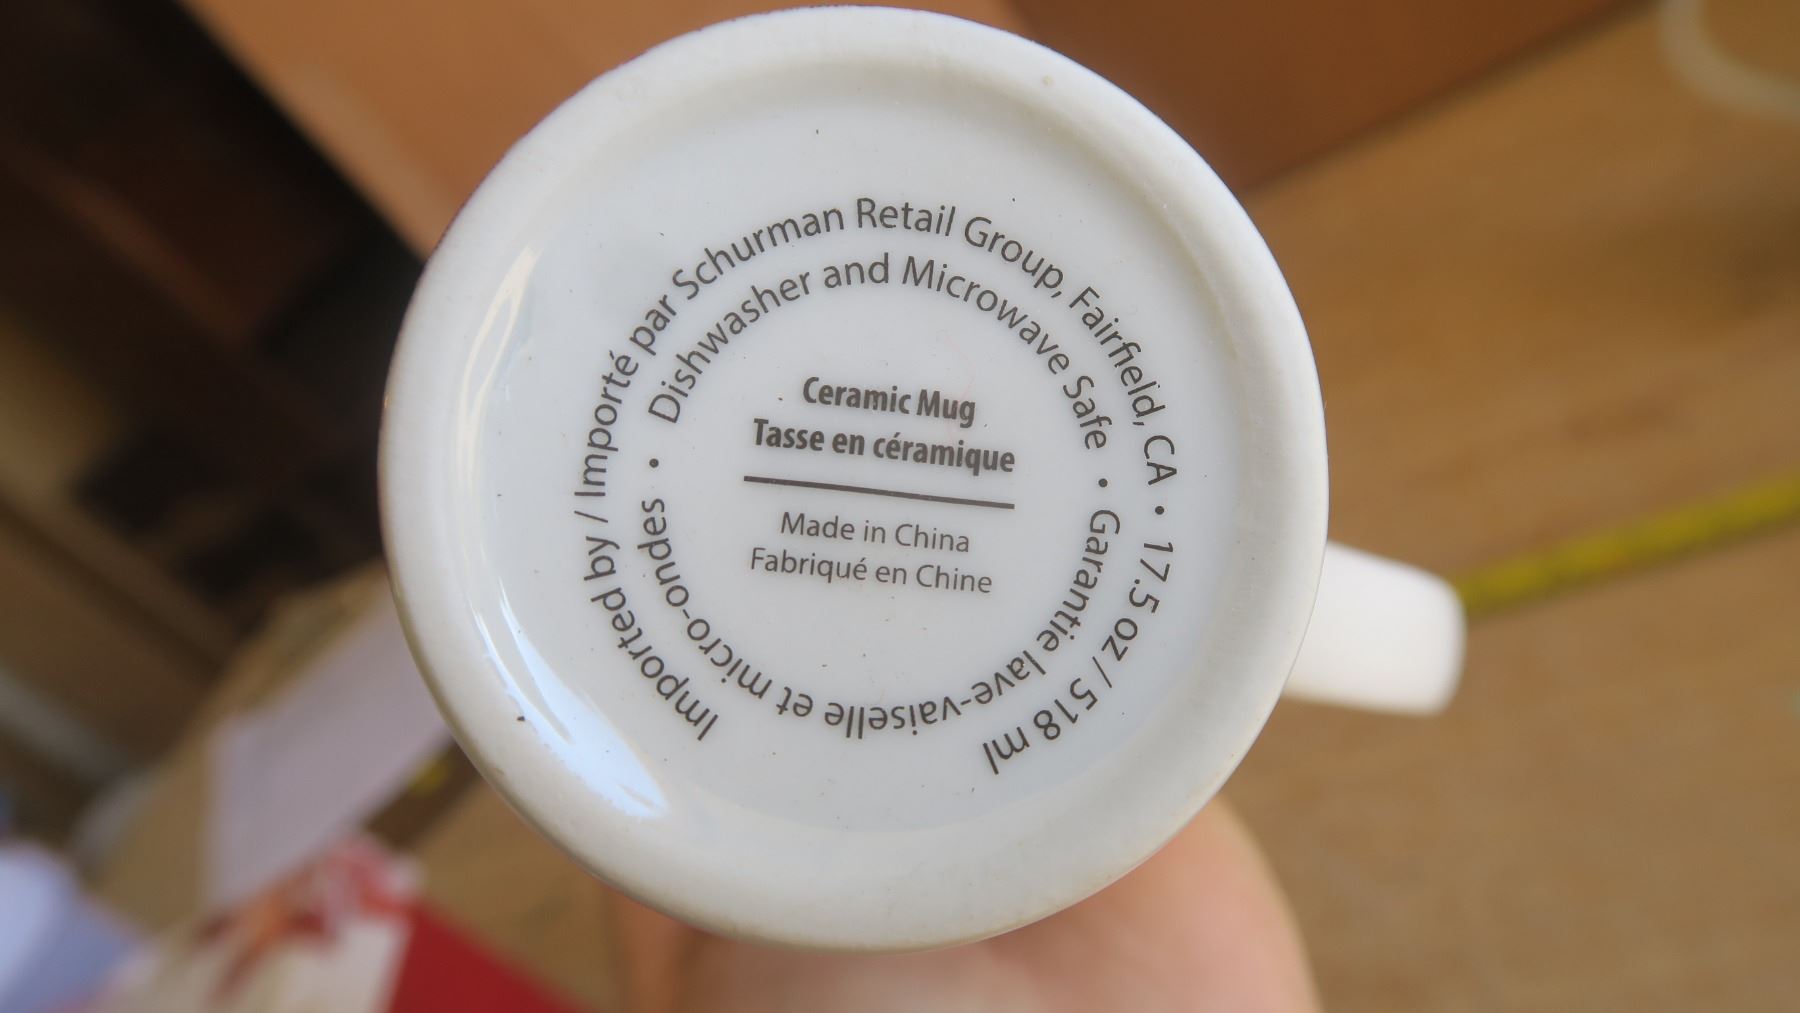 Imported by / Importé par Schurman Retail Group, Fairfield, CA • 17.5 oz / 518 ml
Dishwasher and Microwave Safe • Garantie lave-vaiselle et micro-ondes •
Ceramic Mug
Tasse en céramique
Made in China
Fabriqué en Chine